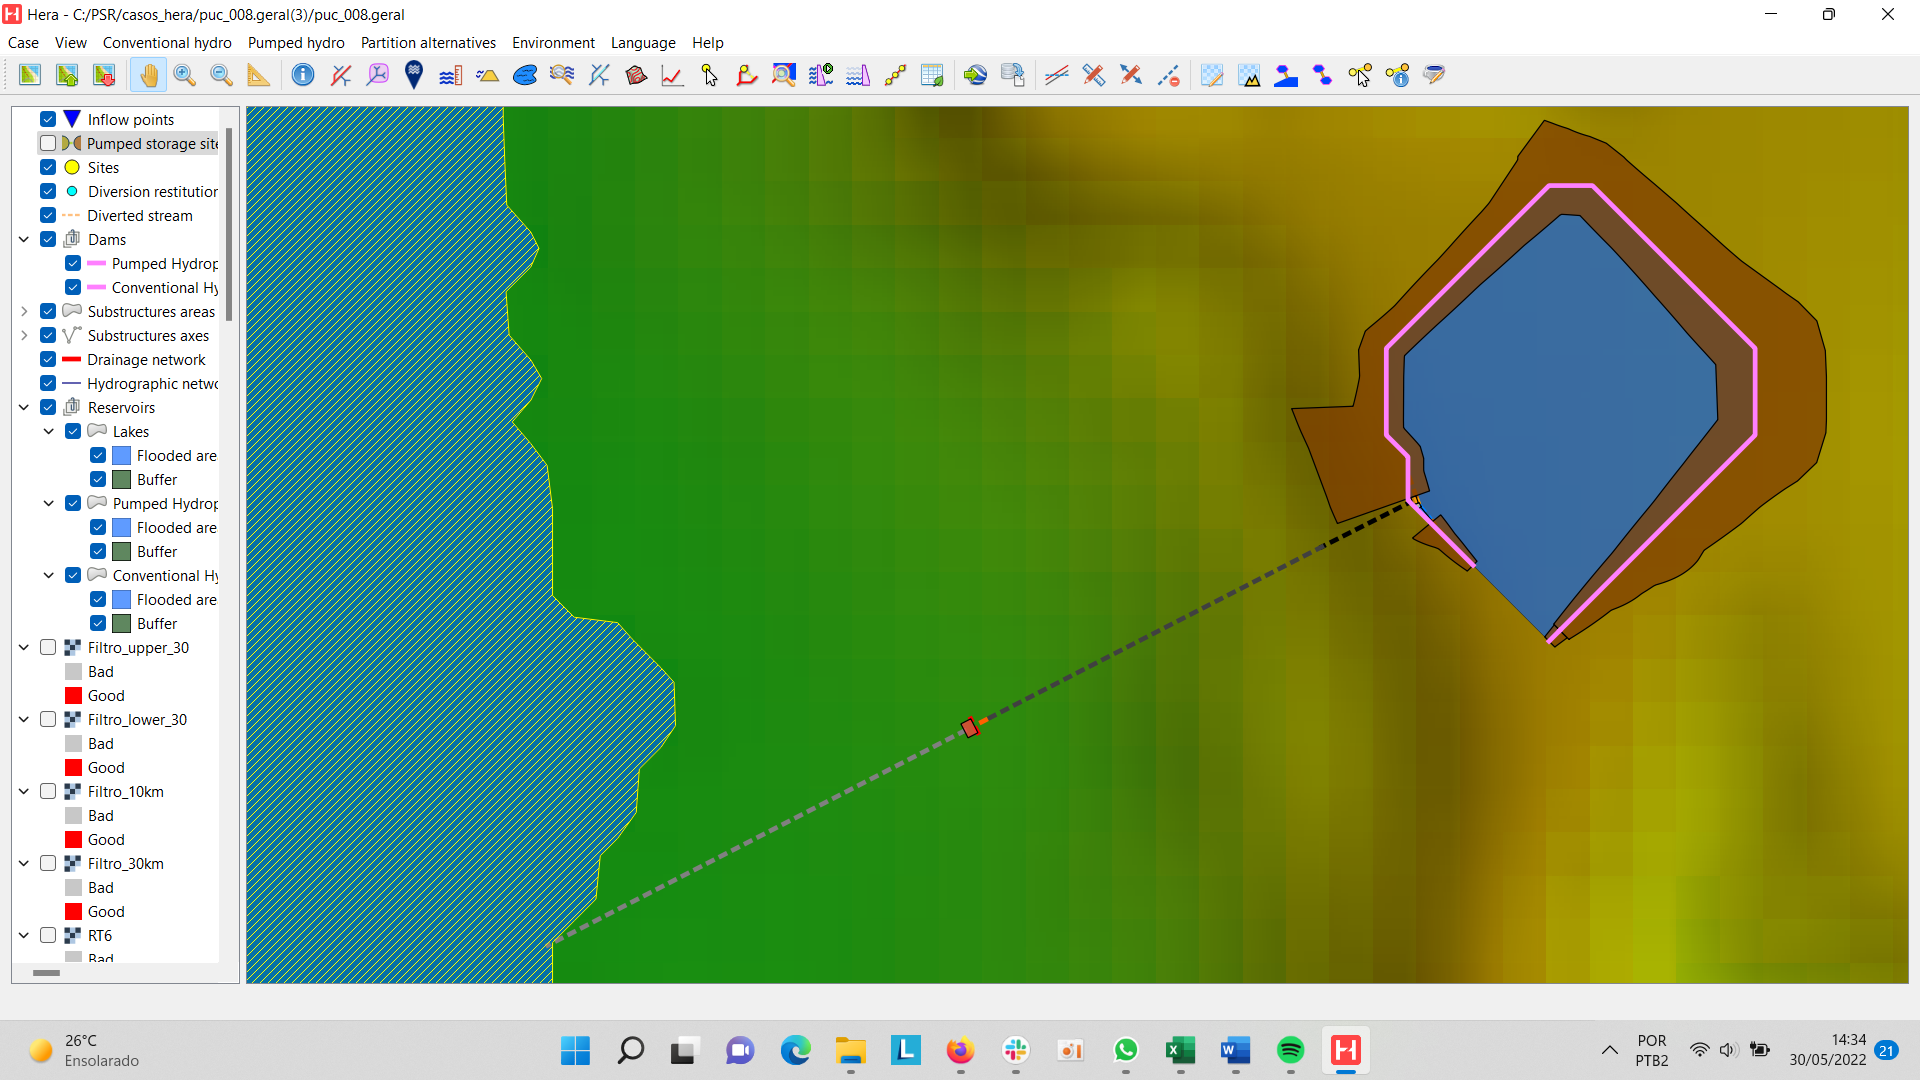 Hera - C:/PSR/casos_hera/puc_008.geral(3)/puc_008.geral
Case View Conventional hydro Pumped hydro Partition alternatives Environment Language Help
Inflow points
Pumped storage site
Sites
Diversion restitution
Diverted stream
Dams
Pumped Hydrop
Conventional Hy
Substructures areas
Substructures axes
Drainage network
Hydrographic netwo
Reservoirs
Lakes
Flooded are
Buffer
Pumped Hydrop
Flooded are
Buffer
Conventional Hy
Flooded are
Buffer
Filtro_upper_30
Bad
Good
Filtro_lower_30
Bad
Good
Filtro_10km
Bad
Good
Filtro_30km
Bad
Good
RT6
Bad
26°C
Ensolarado
POR
PTB2
14:34
30/05/2022
21